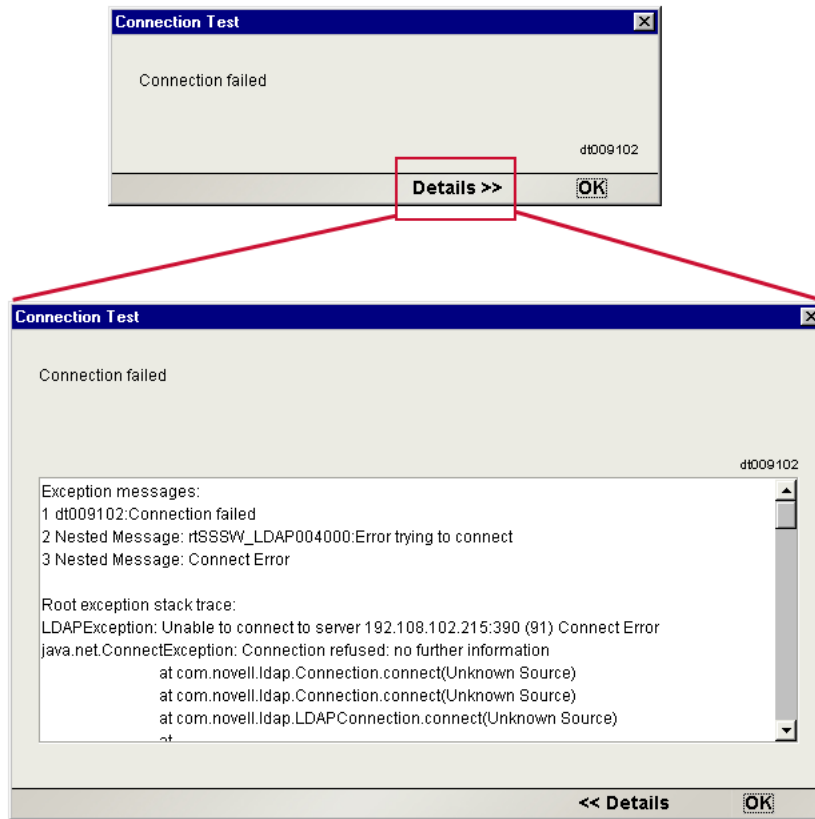 Connection Test
Connection failed
dt009102
Details >>
OK
Connection Test
Connection failed
dt009102
Exception messages:
1 dt009102:Connection failed
2 Nested Message: rtSSSW_LDAP004000:Error trying to connect
3 Nested Message: Connect Error
Root exception stack trace:
LDAPException: Unable to connect to server 192.108.102.215:390 (91) Connect Error
java.net.ConnectException: Connection refused: no further information
at com.novell.ldap.Connection.connect(Unknown Source)
at com.novell.ldap.Connection.connect(Unknown Source)
at com.novell.ldap.LDAPConnection.connect(Unknown Source)
at
<< Details
OK